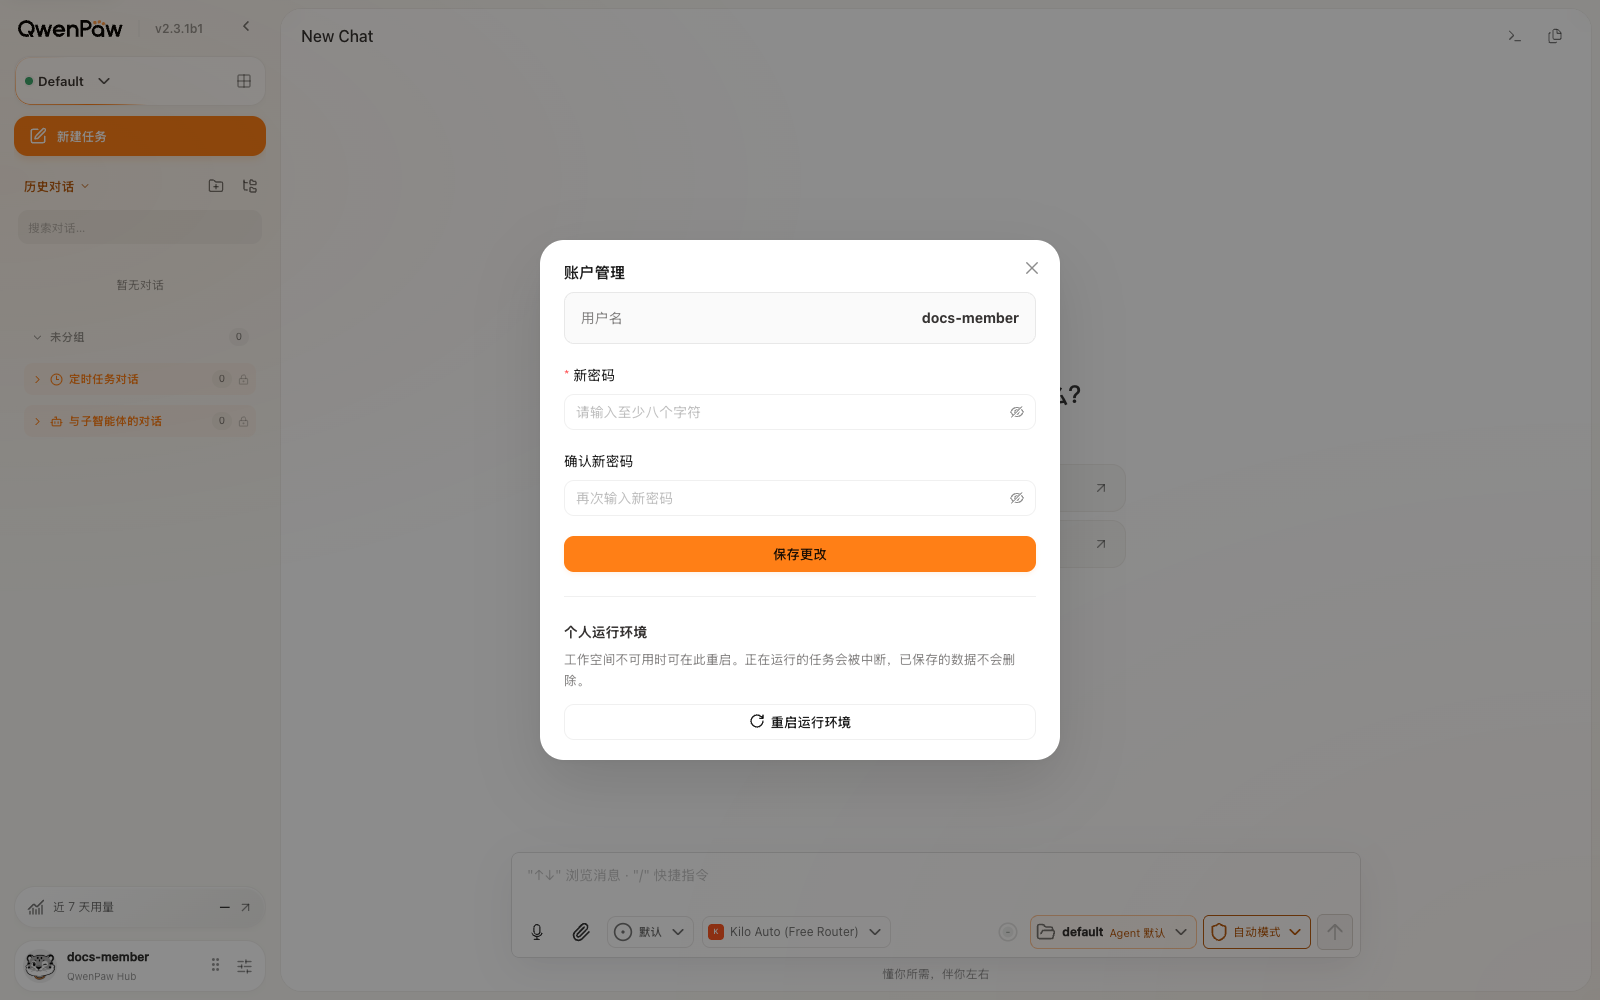 QwenPaw
v2.3.1b1
Default
新建任务
历史对话
搜索对话...
暂无对话
未分组
0
定时任务对话
0
与子智能体的对话
0
近 7 天用量
docs-member
QwenPaw Hub
New Chat
账户管理
用户名
docs-member
* 新密码
请输入至少八个字符
确认新密码
再次输入新密码
保存更改
个人运行环境
工作空间不可用时可在此重启。正在运行的任务会被中断，已保存的数据不会删
除。
重启运行环境
?
"↑↓" 浏览消息 · "/" 快捷指令
默认
K
Kilo Auto (Free Router)
default Agent 默认
自动模式
懂你所需，伴你左右